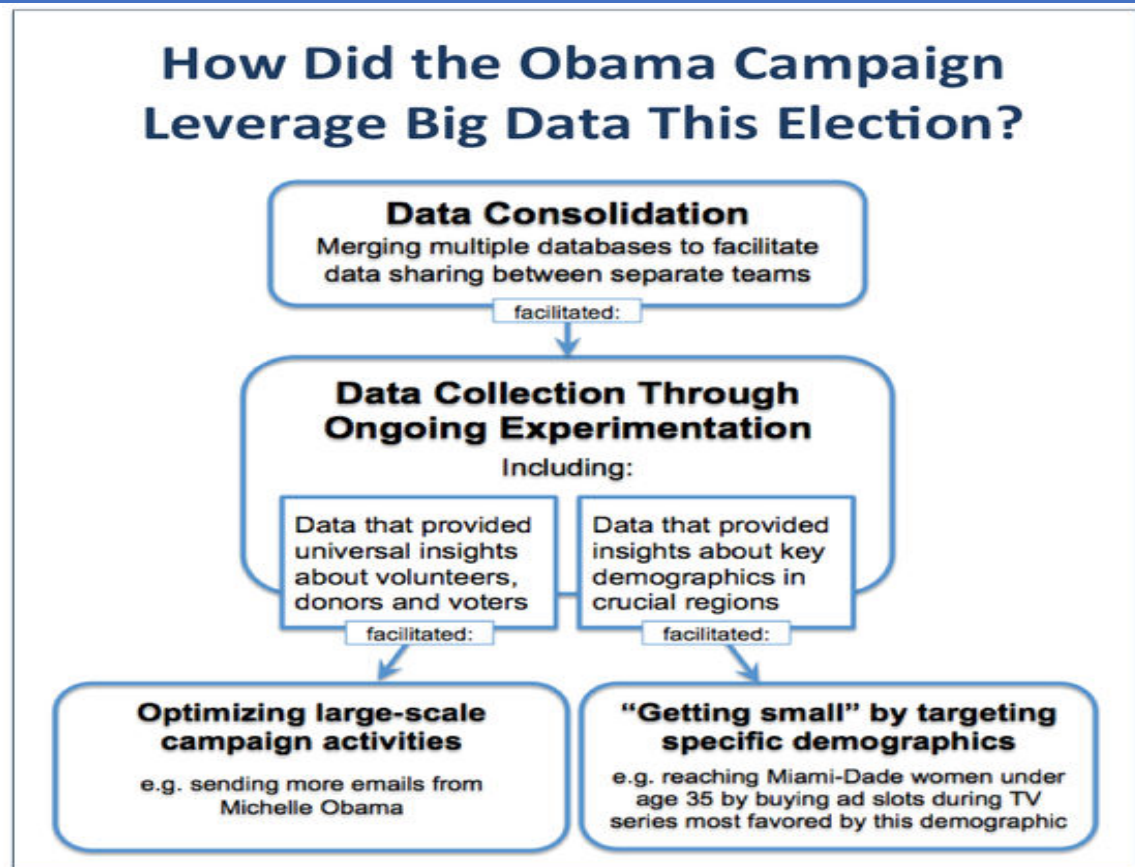 How Did the Obama Campaign
Leverage Big Data This Election?
Data Consolidation
Merging multiple databases to facilitate
data sharing between separate teams
facilitated:
Data Collection Through
Ongoing Experimentation
Including:
Data that provided
universal insights
about volunteers,
donors and voters
facilitated:
Data that provided
insights about key
demographics in
crucial regions
facilitated:
Optimizing large-scale
campaign activities
e.g. sending more emails from
Michelle Obama
“Getting small” by targeting
specific demographics
e.g. reaching Miami-Dade women under
age 35 by buying ad slots during TV
series most favored by this demographic